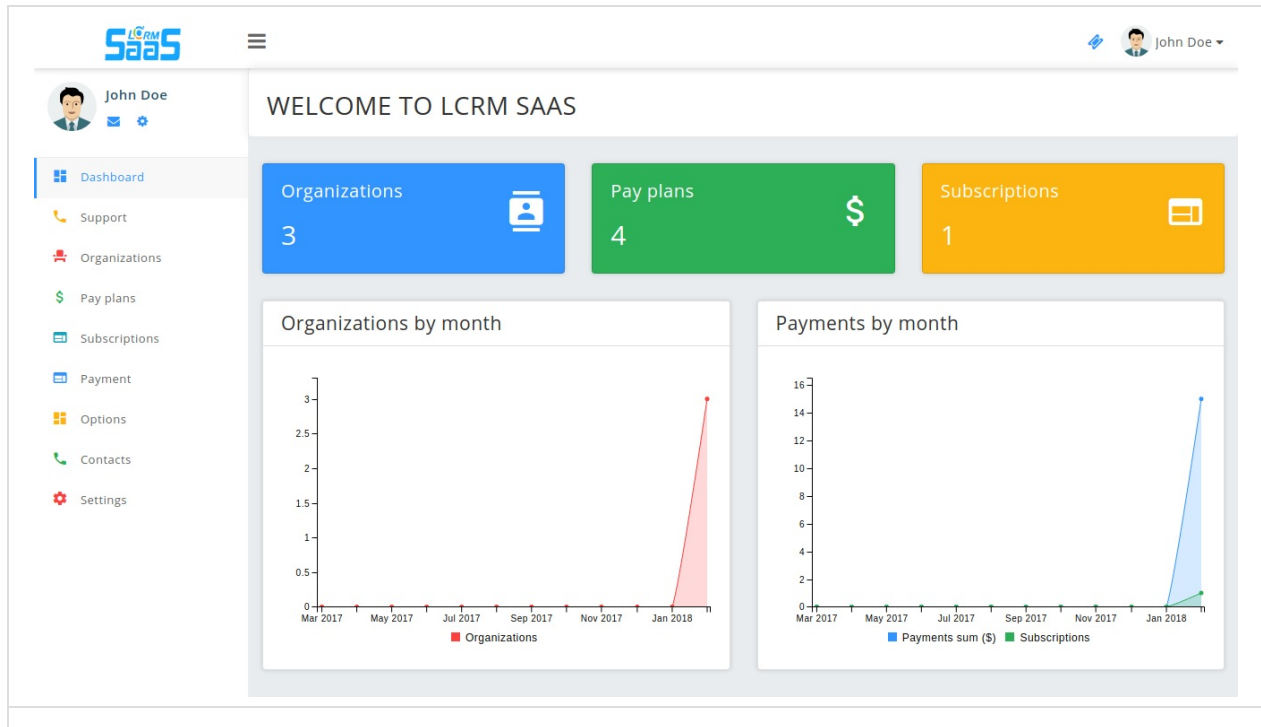 LCRM
SaaS
John Doe
John Doe
WELCOME TO LCRM SAAS
Dashboard
Support
Organizations
Pay plans
Subscriptions
Payment
Options
Contacts
Settings
Organizations
3
Pay plans
$
4
Subscriptions
1
Organizations by month
3
2.5
2
1.5
1
0.5
0
Mar 2017 May 2017 Jul 2017 Sep 2017 Nov 2017 Jan 2018
Organizations
Payments by month
16
14
12
10
8
6
4
2
0
Mar 2017 May 2017 Jul 2017 Sep 2017 Nov 2017 Jan 2018
Payments sum ($) Subscriptions